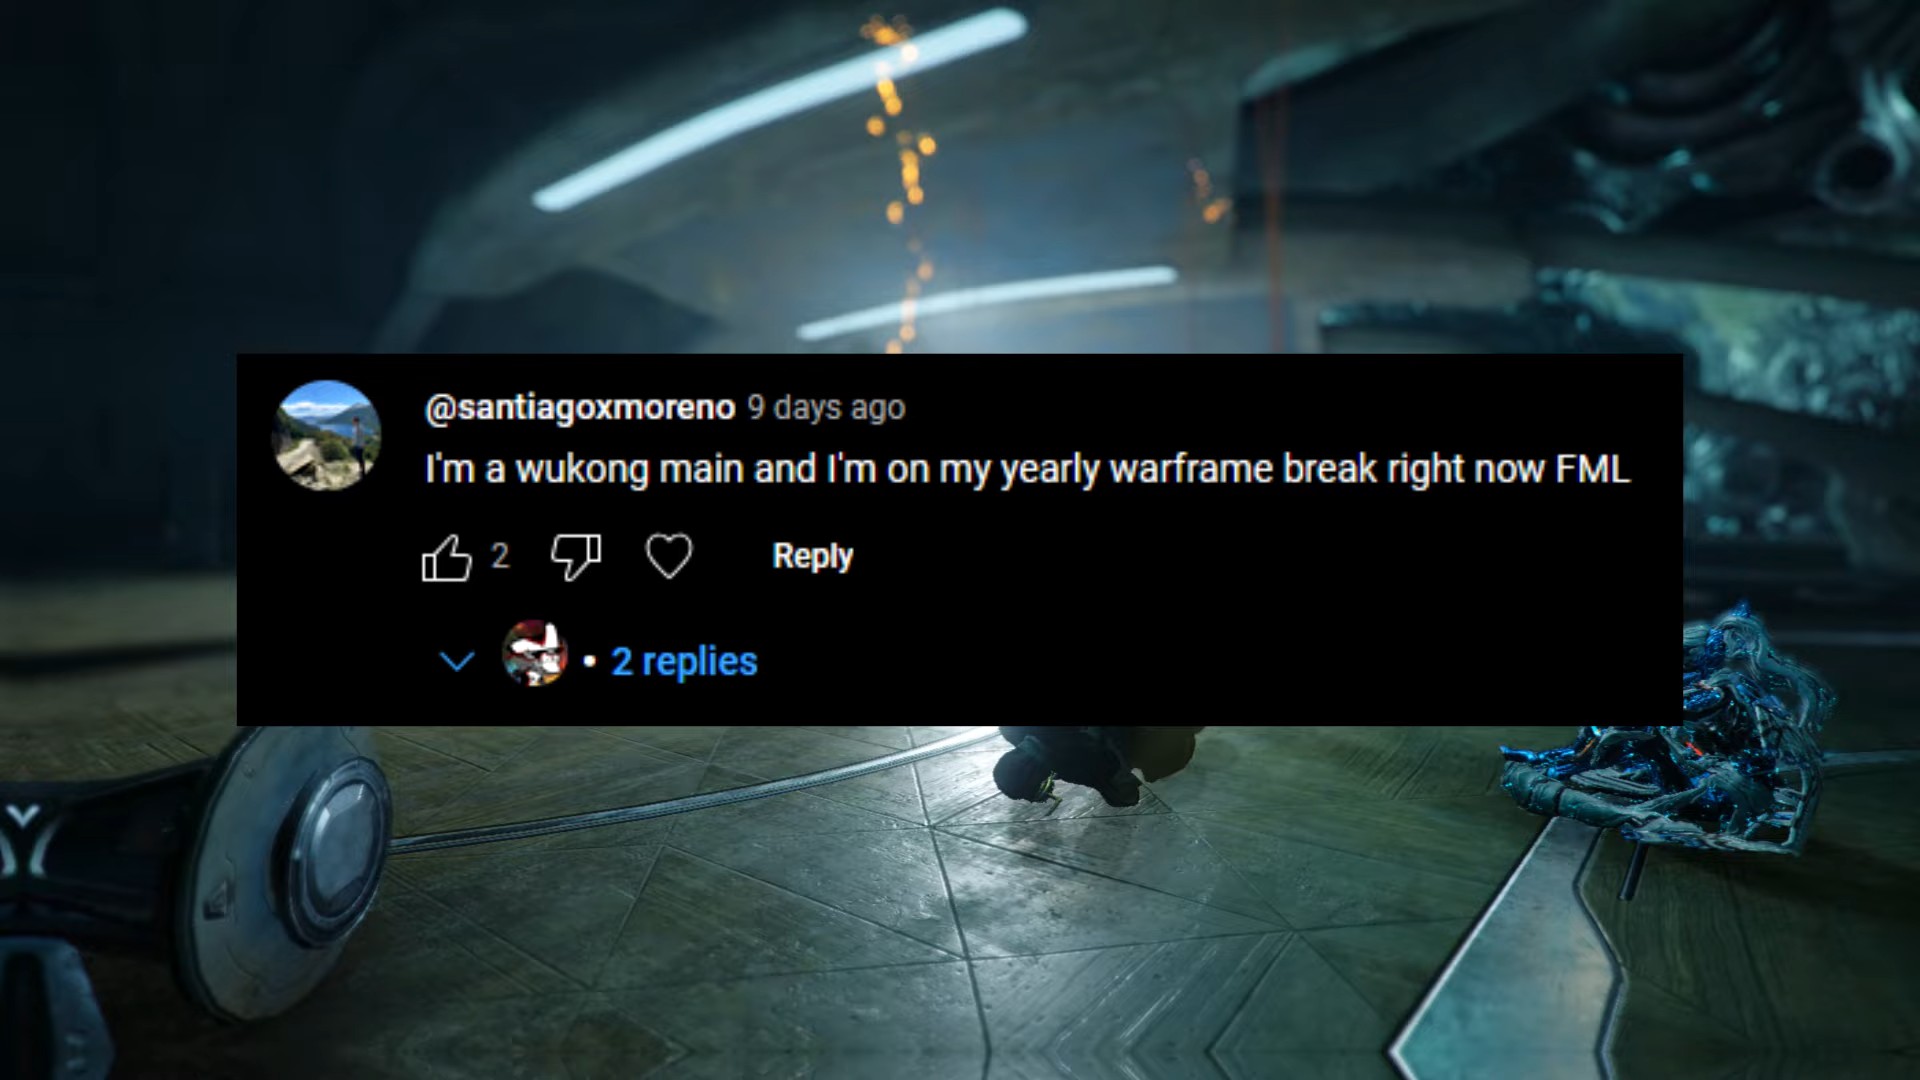 @santiagoxmoreno 9 days ago
I'm a wukong main and I'm on my yearly warframe break right now FML
2 Reply
• 2 replies